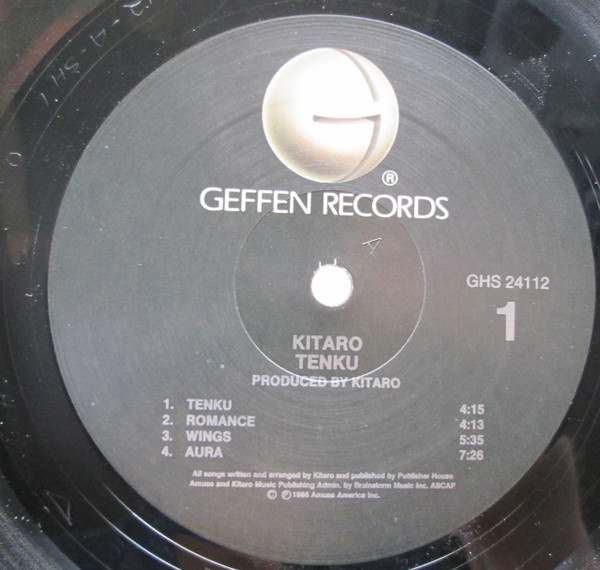 2-A-SH1
®
GEFFEN RECORDS
A
GHS 24112
1
KITARO
TENKU
PRODUCED BY KITARO
1. TENKU 4:15
2. ROMANCE 4:13
3. WINGS 5:35
4. AURA 7:26
All songs written and arranged by Kitaro and published by Publisher House
Amuse and Kitaro Music Publishing Admin. by Brainstorm Music Inc. ASCAP
© ℗ 1986 Amuse America Inc.